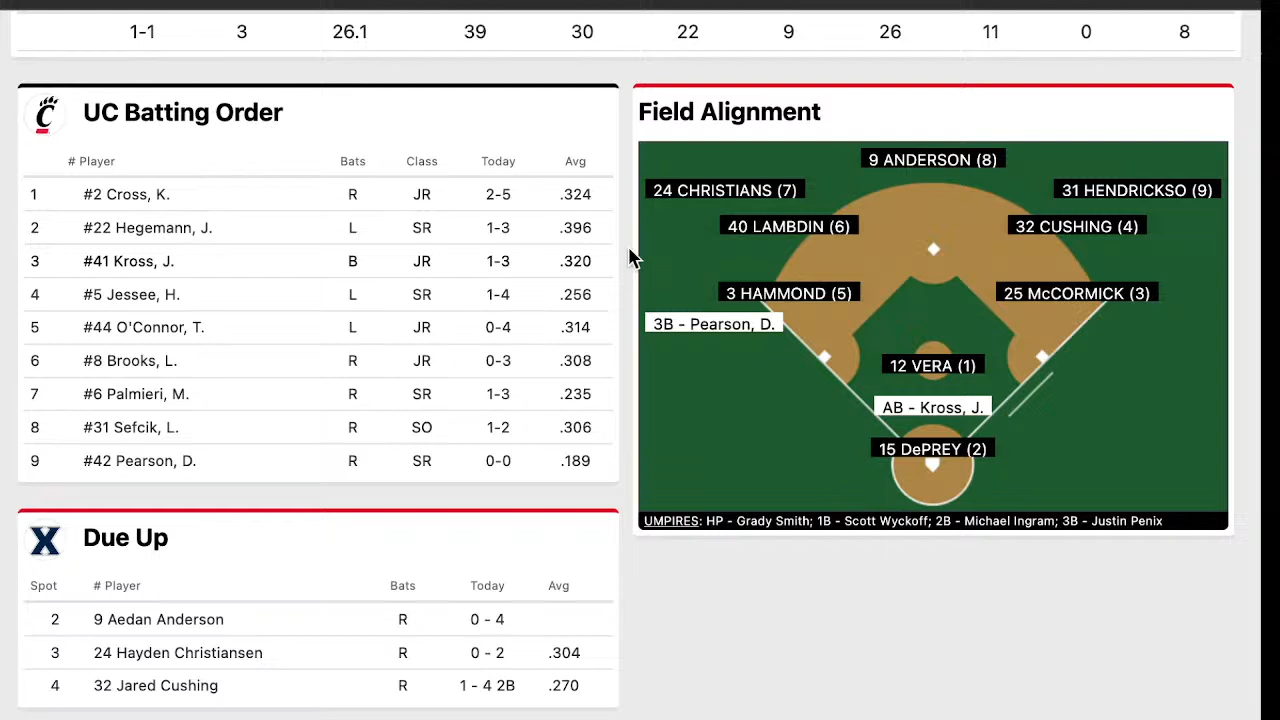 1-1 3 26.1 39 30 22 9 26 11 0 8
C
UC Batting Order
# Player Bats Class Today Avg
1 #2 Cross, K. R JR 2-5 .324
2 #22 Hegemann, J. L SR 1-3 .396
3 #41 Kross, J. B JR 1-3 .320
4 #5 Jessee, H. L SR 1-4 .256
5 #44 O'Connor, T. L JR 0-4 .314
6 #8 Brooks, L. R JR 0-3 .308
7 #6 Palmieri, M. R SR 1-3 .235
8 #31 Sefcik, L. R SO 1-2 .306
9 #42 Pearson, D. R SR 0-0 .189
Field Alignment
9 ANDERSON (8)
24 CHRISTIANS (7) 31 HENDRICKSO (9)
40 LAMBDIN (6) 32 CUSHING (4)
3 HAMMOND (5) 25 McCORMICK (3)
3B - Pearson, D.
12 VERA (1)
AB - Kross, J.
15 DePREY (2)
UMPIRES: HP - Grady Smith; 1B - Scott Wyckoff; 2B - Michael Ingram; 3B - Justin Penix
X
Due Up
Spot # Player Bats Today Avg
2 9 Aedan Anderson R 0 - 4
3 24 Hayden Christiansen R 0 - 2 .304
4 32 Jared Cushing R 1 - 4 2B .270